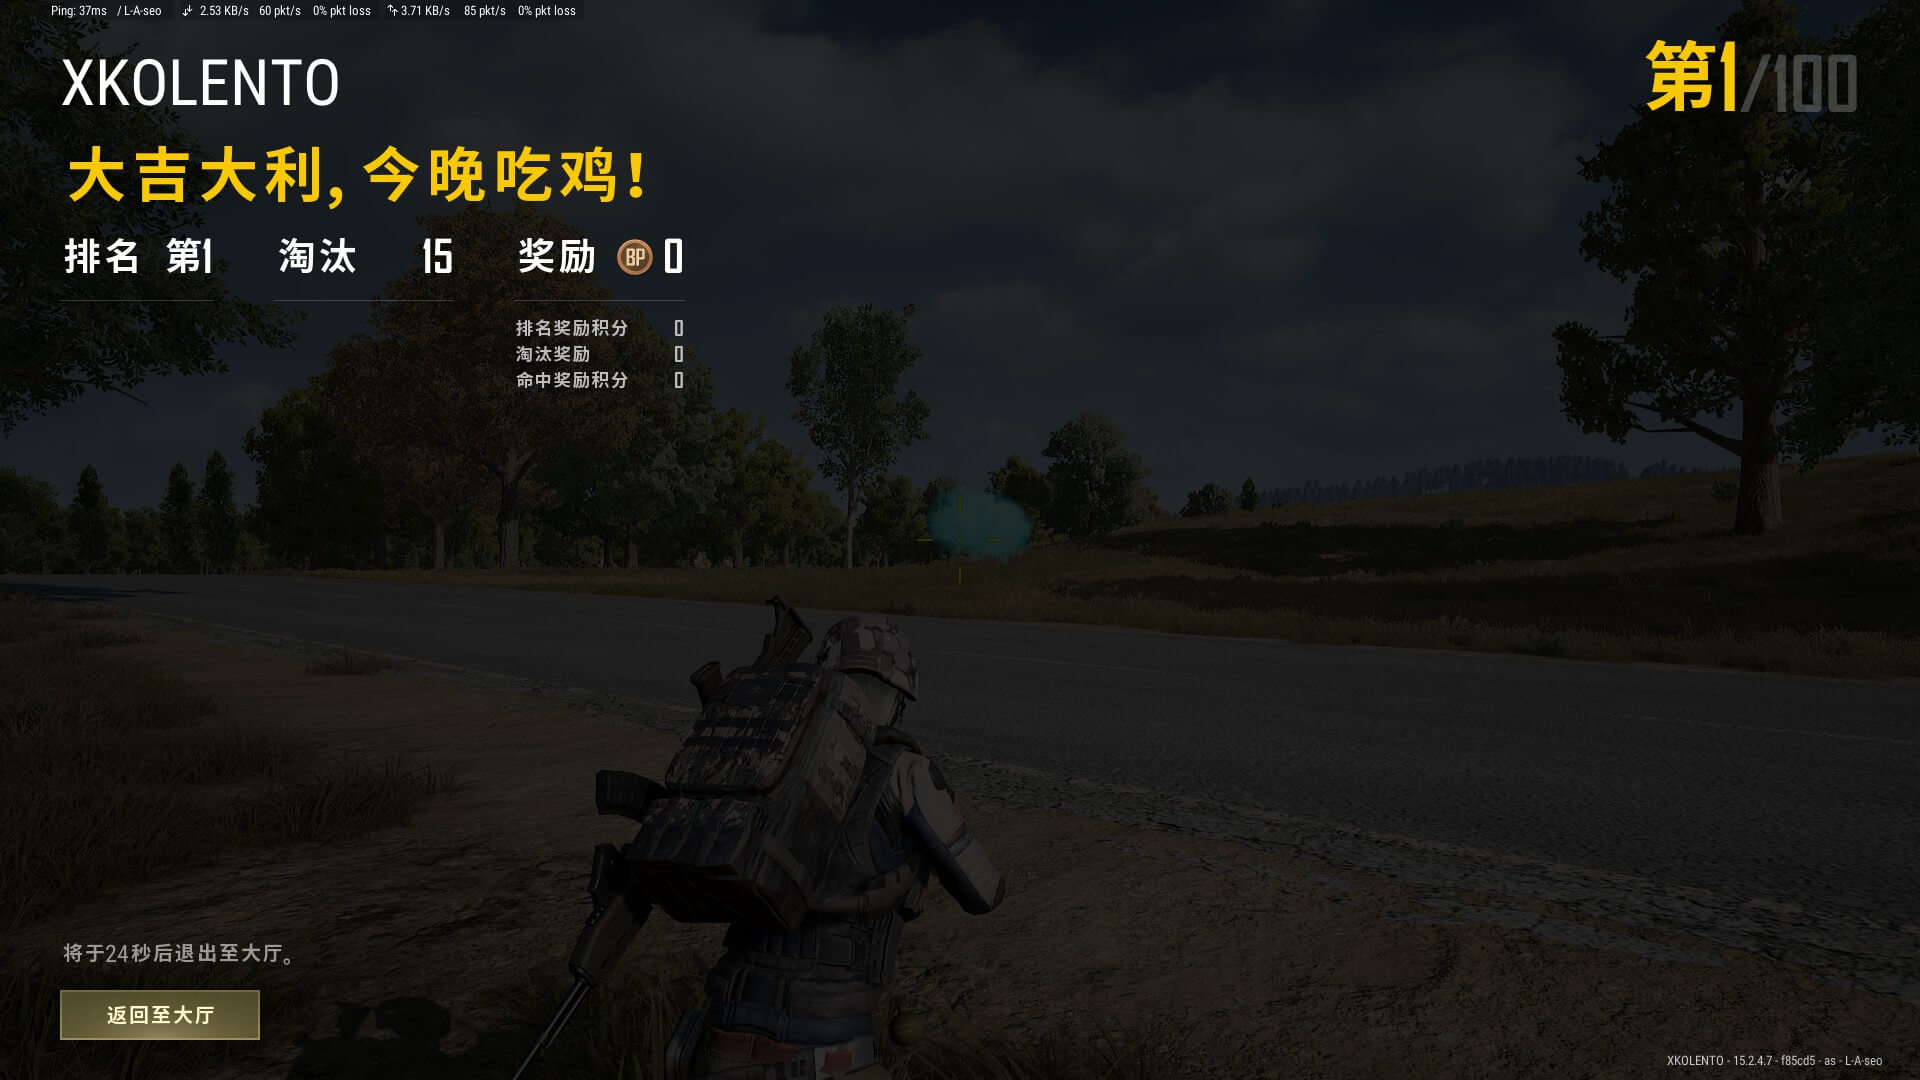 Ping: 37ms / L-A-seo 2.53 KB/s 60 pkt/s 0% pkt loss 3.71 KB/s 85 pkt/s 0% pkt loss
XKOLENTO
第1/100
大吉大利, 今晚吃鸡!
排名 第1 淘汰 15 奖励 BP 0
排名奖励积分 0
淘汰奖励 0
命中奖励积分 0
将于24秒后退出至大厅。
返回至大厅
XKOLENTO - 15.2.4.7 - f85cd5 - as - L-A-seo